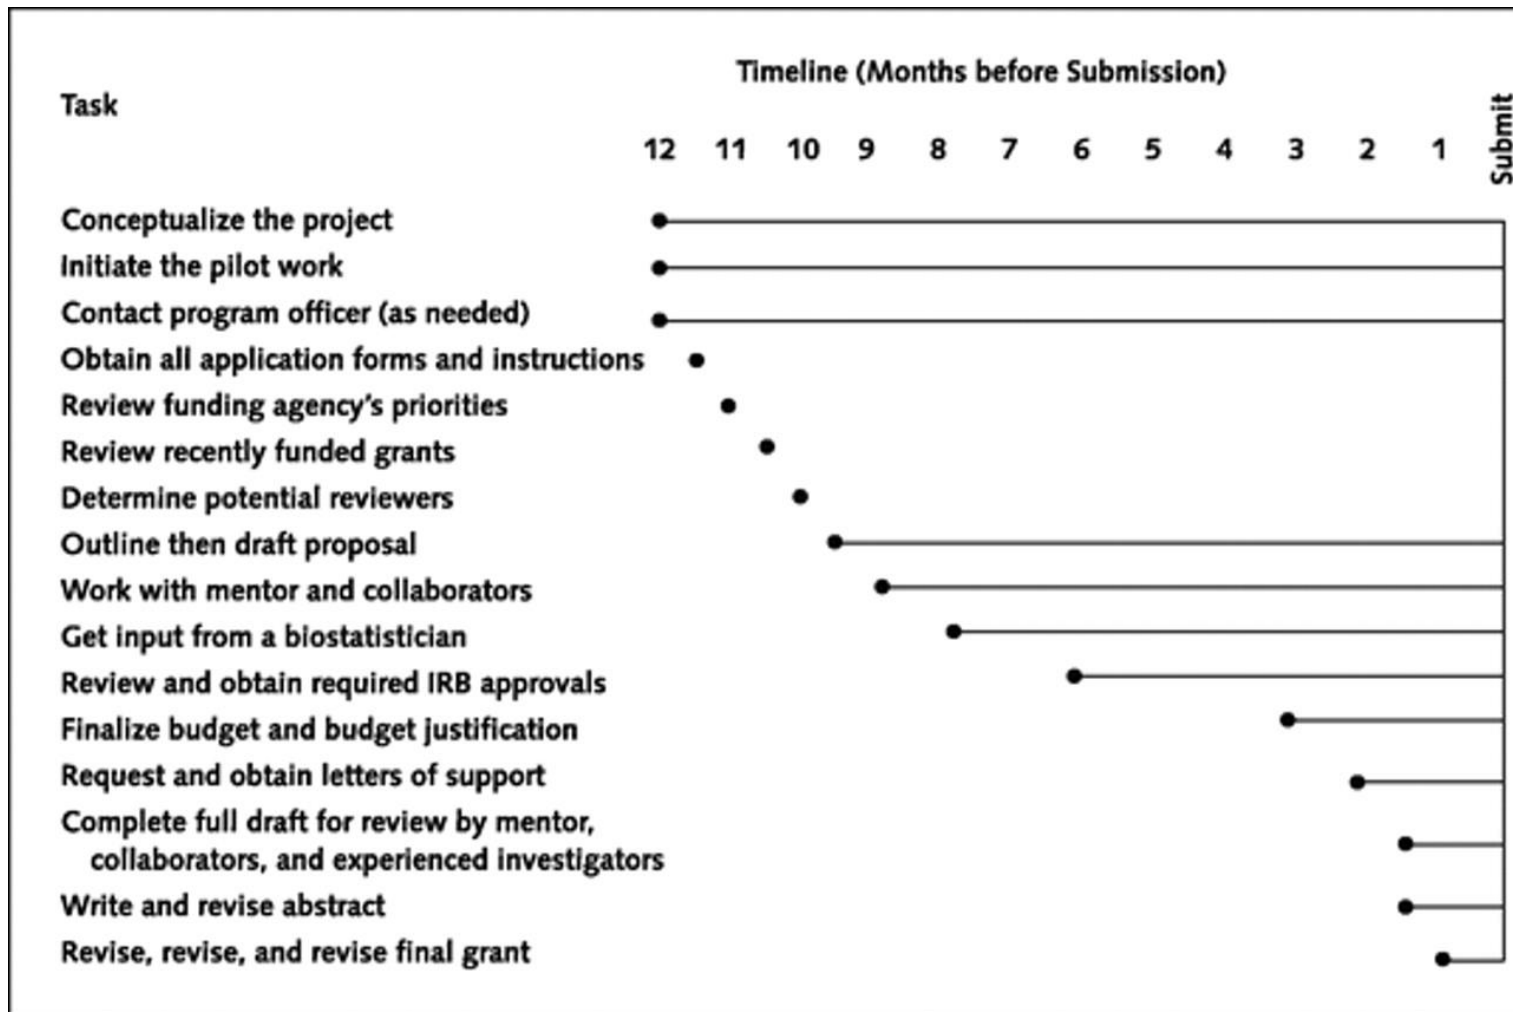 Timeline (Months before Submission)
Task
12 11 10 9 8 7 6 5 4 3 2 1 Submit
Conceptualize the project
Initiate the pilot work
Contact program officer (as needed)
Obtain all application forms and instructions
Review funding agency's priorities
Review recently funded grants
Determine potential reviewers
Outline then draft proposal
Work with mentor and collaborators
Get input from a biostatistician
Review and obtain required IRB approvals
Finalize budget and budget justification
Request and obtain letters of support
Complete full draft for review by mentor,
collaborators, and experienced investigators
Write and revise abstract
Revise, revise, and revise final grant